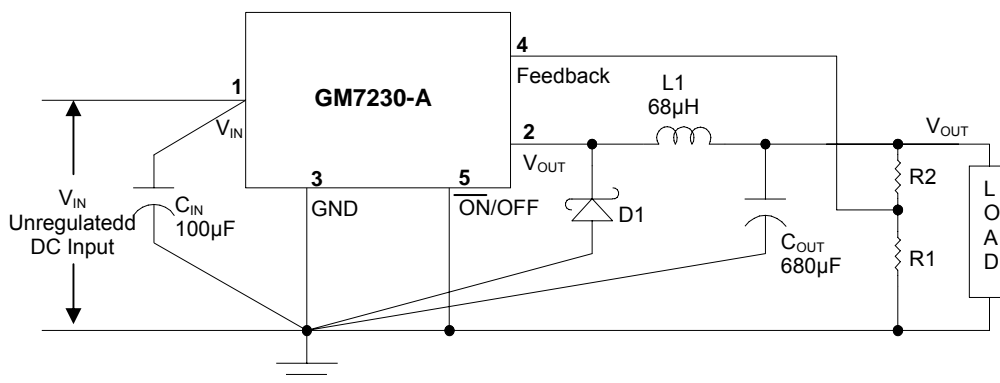 4
Feedback
GM7230-A
1
V_IN
L1
68µH
2
V_OUT
V_OUT
3
GND
5
ON/OFF
D1
V_IN
Unregulatedd
DC Input
C_IN
100µF
C_OUT
680µF
R2
R1
LOAD